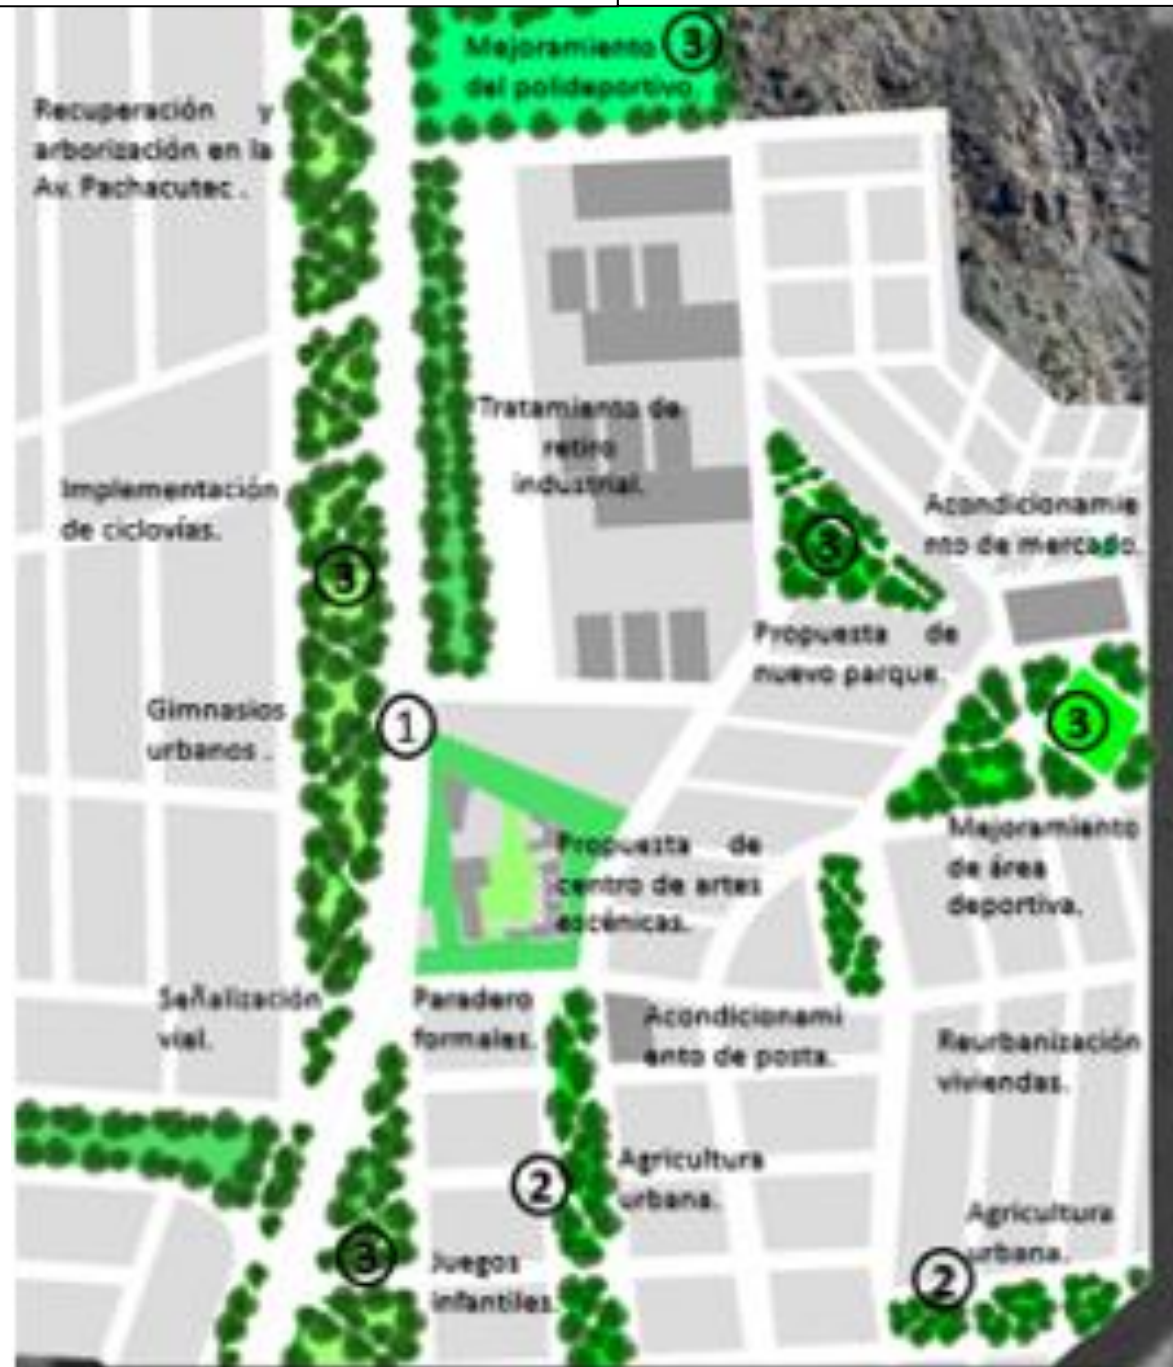 Mejoramiento 3
del polideportivo
Recuperación y
arborización en la
Av. Pachacutec .
Tratamiento de
retiro
industrial.
Implementación
de ciclovías.
3
3
Acondicionamie
nto de mercado.
Propuesta de
nuevo parque.
Gimnasios
urbanos .
1
3
Propuesta de
centro de artes
escénicas.
Mejoramiento
de área
deportiva.
Señalización
vial.
Paradero
formales.
Acondicionami
ento de posta.
Reurbanización
viviendas.
2
Agricultura
urbana.
Agricultura
urbana.
2
3
Juegos
infantiles.